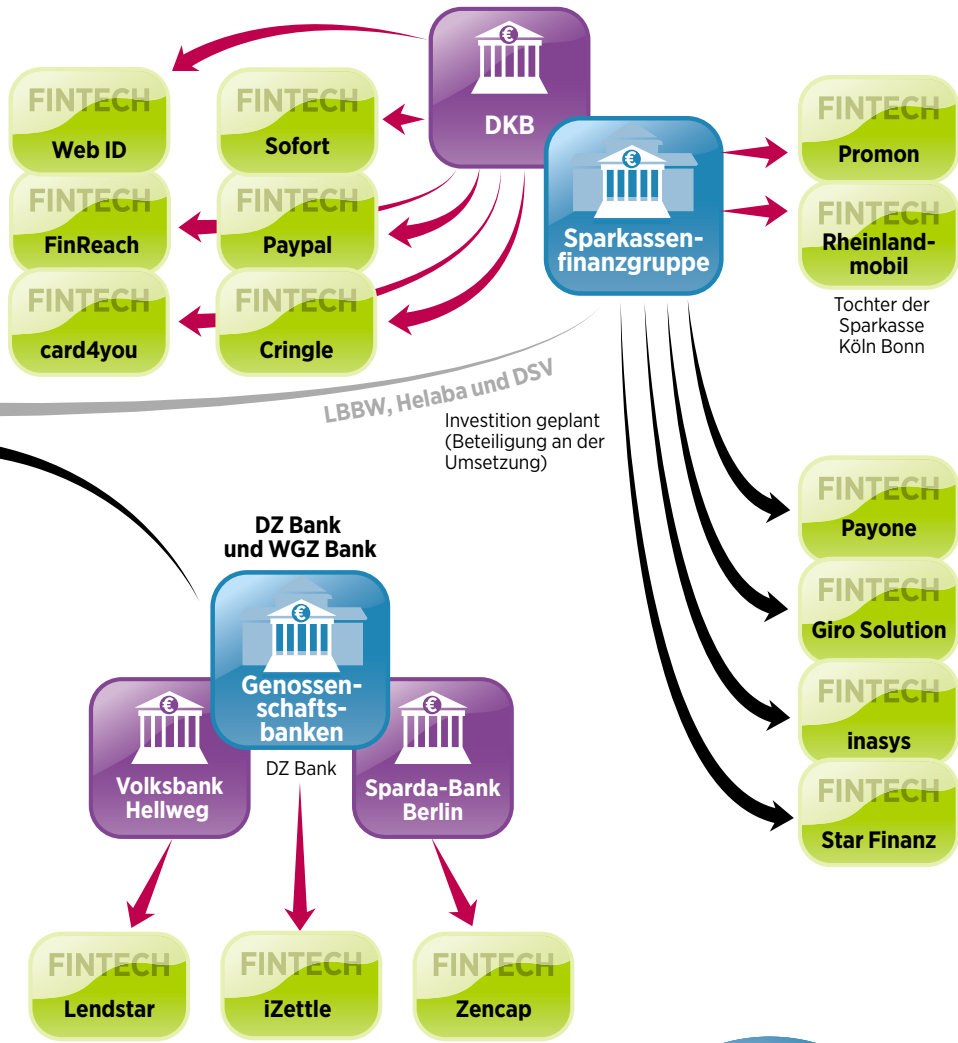 DKB
FINTECH
Web ID
FINTECH
Sofort
FINTECH
FinReach
FINTECH
Paypal
FINTECH
card4you
FINTECH
Cringle
Sparkassen-
finanzgruppe
FINTECH
Promon
FINTECH
Rheinland-
mobil
Tochter der
Sparkasse
Köln Bonn
LBBW, Helaba und DSV
Investition geplant
(Beteiligung an der
Umsetzung)
FINTECH
Payone
FINTECH
Giro Solution
FINTECH
inasys
FINTECH
Star Finanz
DZ Bank
und WGZ Bank
Genossen-
schafts-
banken
DZ Bank
Volksbank
Hellweg
Sparda-Bank
Berlin
FINTECH
Lendstar
FINTECH
iZettle
FINTECH
Zencap